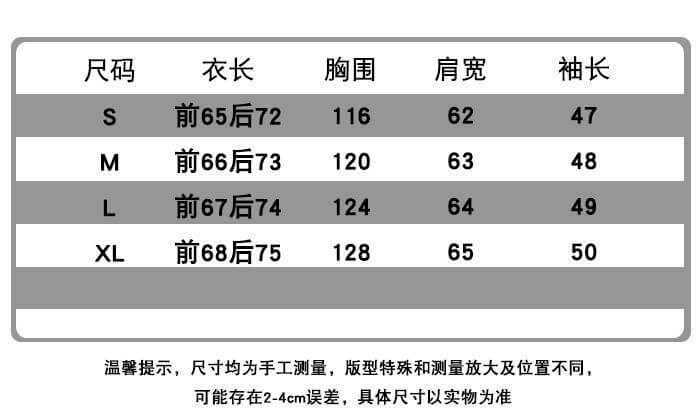 尺码 衣长 胸围 肩宽 袖长
S 前65后72 116 62 47
M 前66后73 120 63 48
L 前67后74 124 64 49
XL 前68后75 128 65 50
温馨提示，尺寸均为手工测量，版型特殊和测量放大及位置不同，
可能存在2-4cm误差，具体尺寸以实物为准